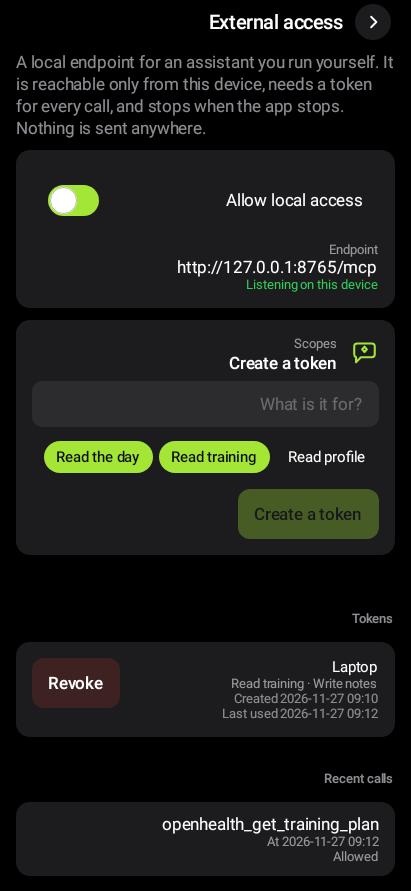 External access
A local endpoint for an assistant you run yourself. It
is reachable only from this device, needs a token
for every call, and stops when the app stops.
Nothing is sent anywhere.
Allow local access
Endpoint
http://127.0.0.1:8765/mcp
Listening on this device
Scopes
Create a token
What is it for?
Read the day
Read training
Read profile
Create a token
Tokens
Laptop
Read training · Write notes
Created 2026-11-27 09:10
Last used 2026-11-27 09:12
Revoke
Recent calls
openhealth_get_training_plan
At 2026-11-27 09:12
Allowed